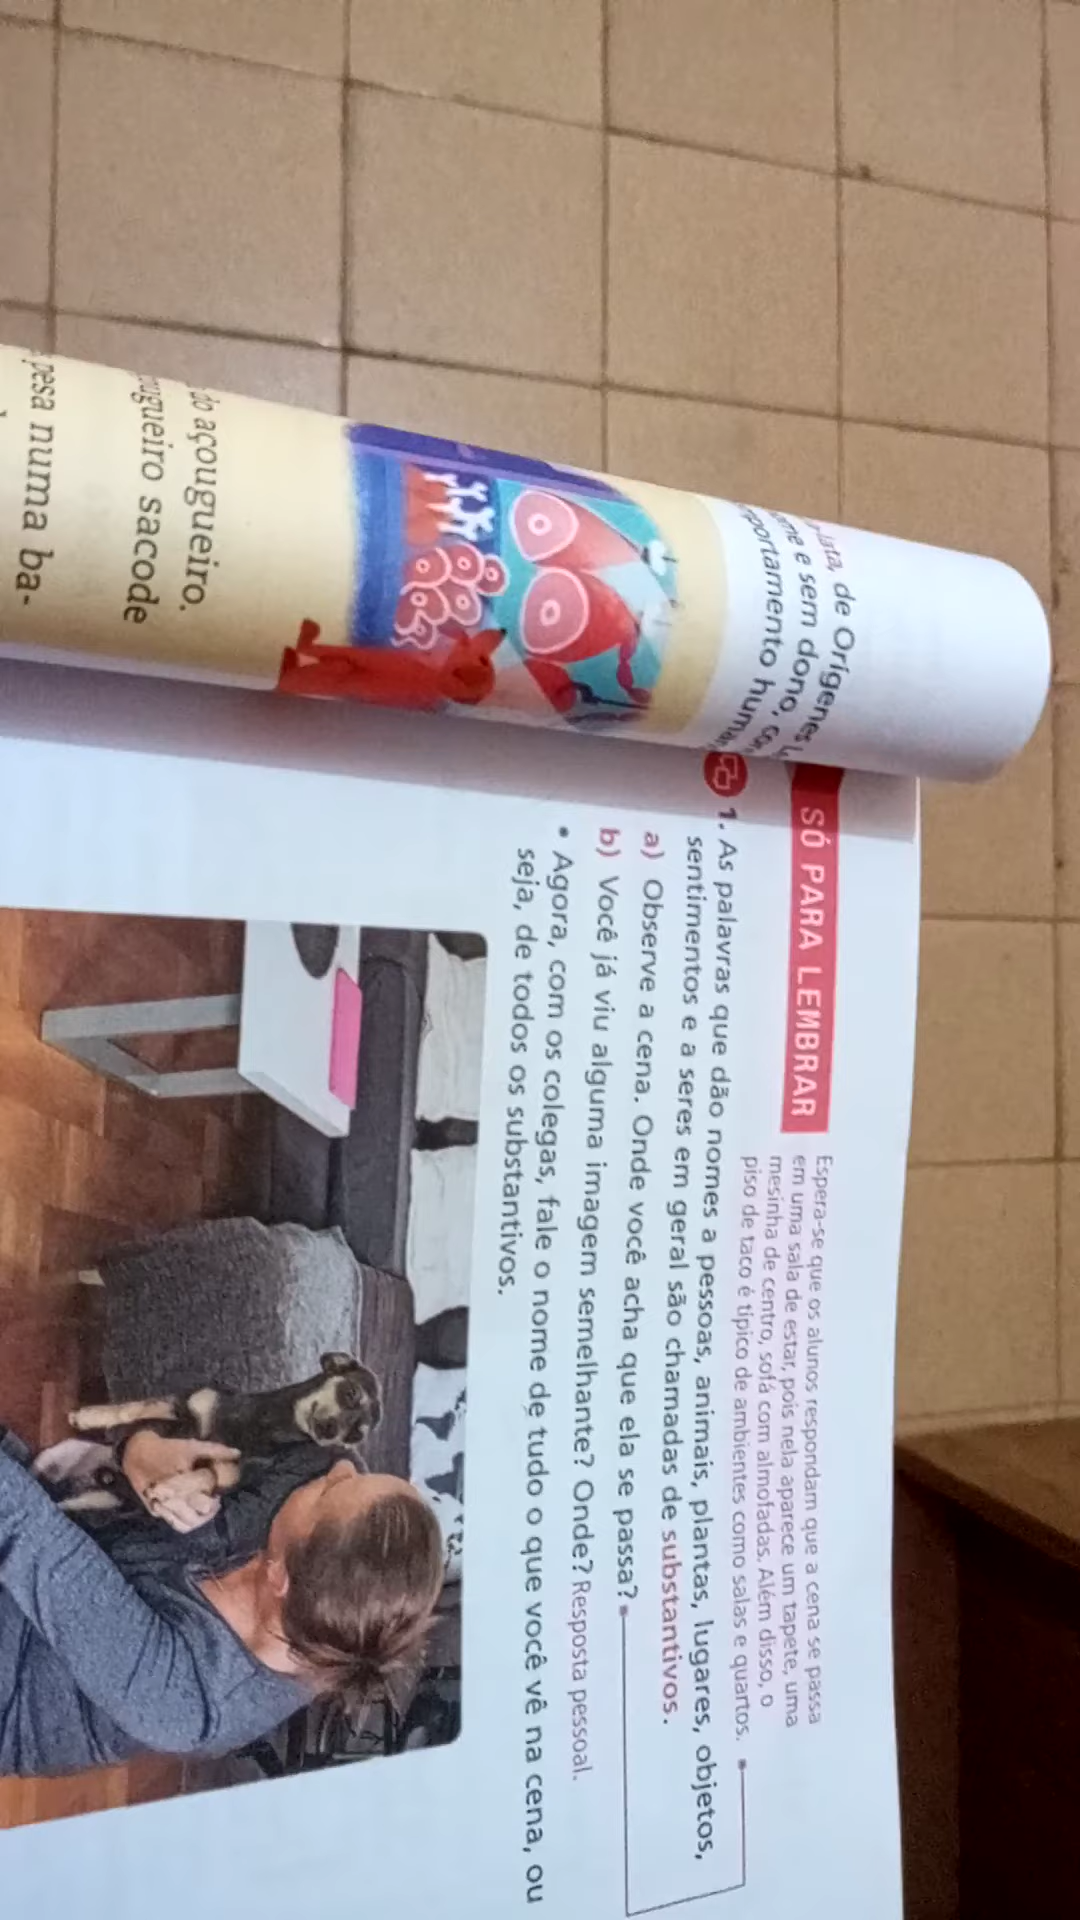 do açougueiro.
ugueiro sacode
pesa numa ba-
de Orígenes
e sem dono,
SÓ PARA LEMBRAR
Espera-se que os alunos respondam que a cena se passa
em uma sala de estar, pois nela aparece um tapete, uma
mesinha de centro, sofá com almofadas. Além disso, o
piso de taco é típico de ambientes como salas e quartos.
1. As palavras que dão nomes a pessoas, animais, plantas, lugares, objetos,
sentimentos e a seres em geral são chamadas de substantivos.
a) Observe a cena. Onde você acha que ela se passa?
b) Você já viu alguma imagem semelhante? Onde? Resposta pessoal.
• Agora, com os colegas, fale o nome de tudo o que você vê na cena, ou
seja, de todos os substantivos.